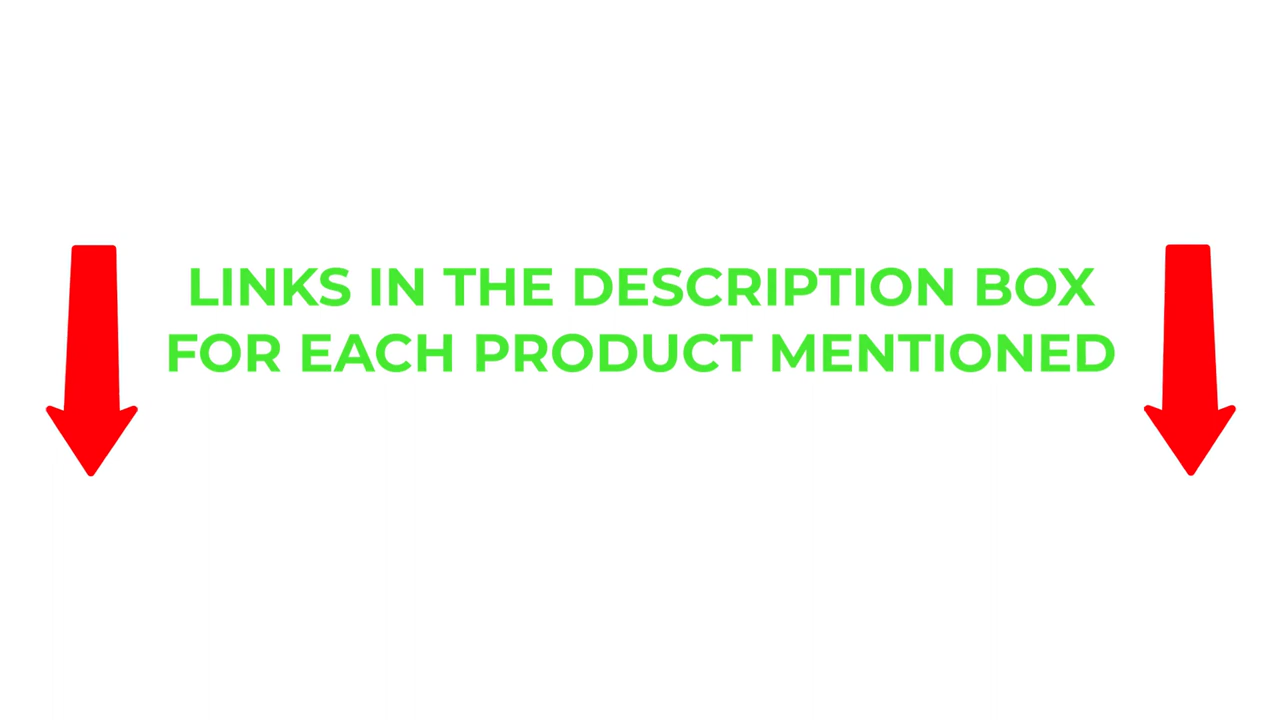 LINKS IN THE DESCRIPTION BOX
FOR EACH PRODUCT MENTIONED